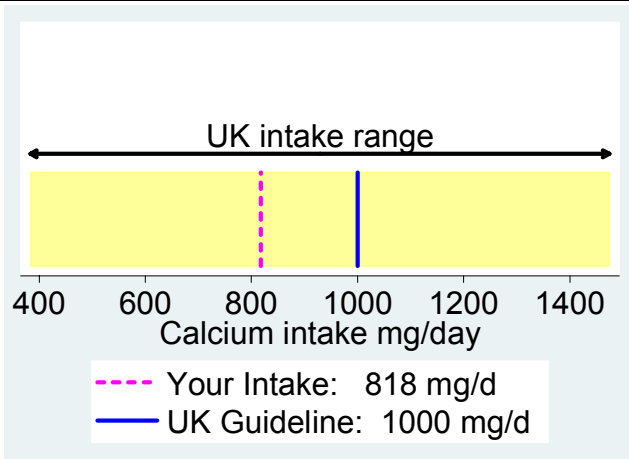 UK intake range
400 600 800 1000 1200 1400
Calcium intake mg/day
Your Intake: 818 mg/d
UK Guideline: 1000 mg/d